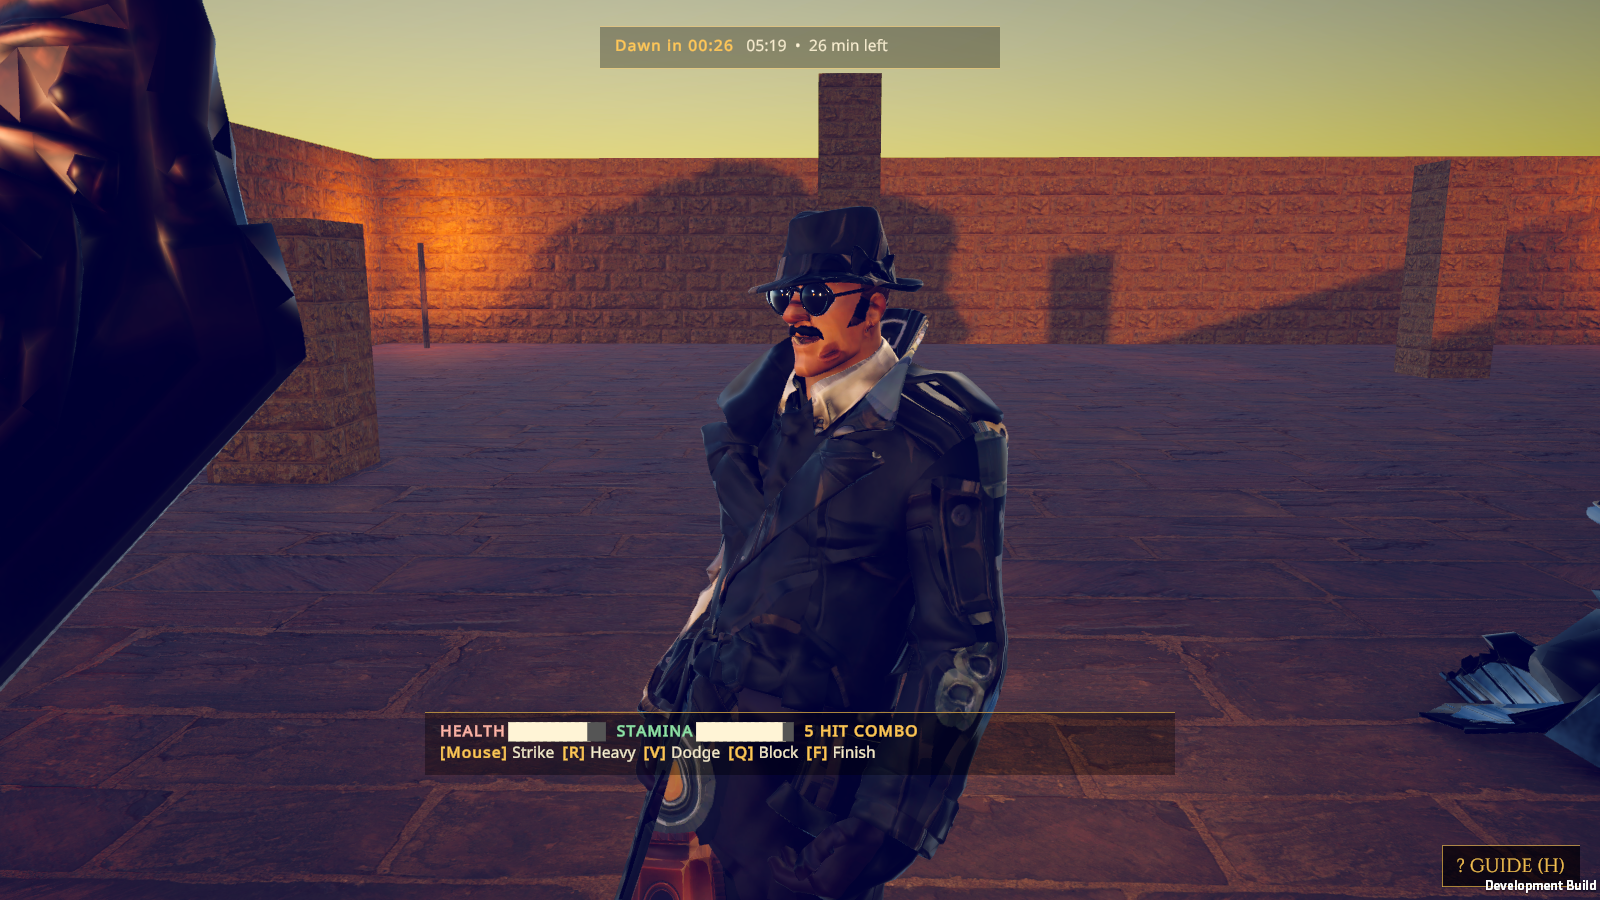 Dawn in 00:26 05:19 • 26 min left
HEALTH STAMINA 5 HIT COMBO
[Mouse] Strike [R] Heavy [V] Dodge [Q] Block [F] Finish
? GUIDE (H)
Development Build